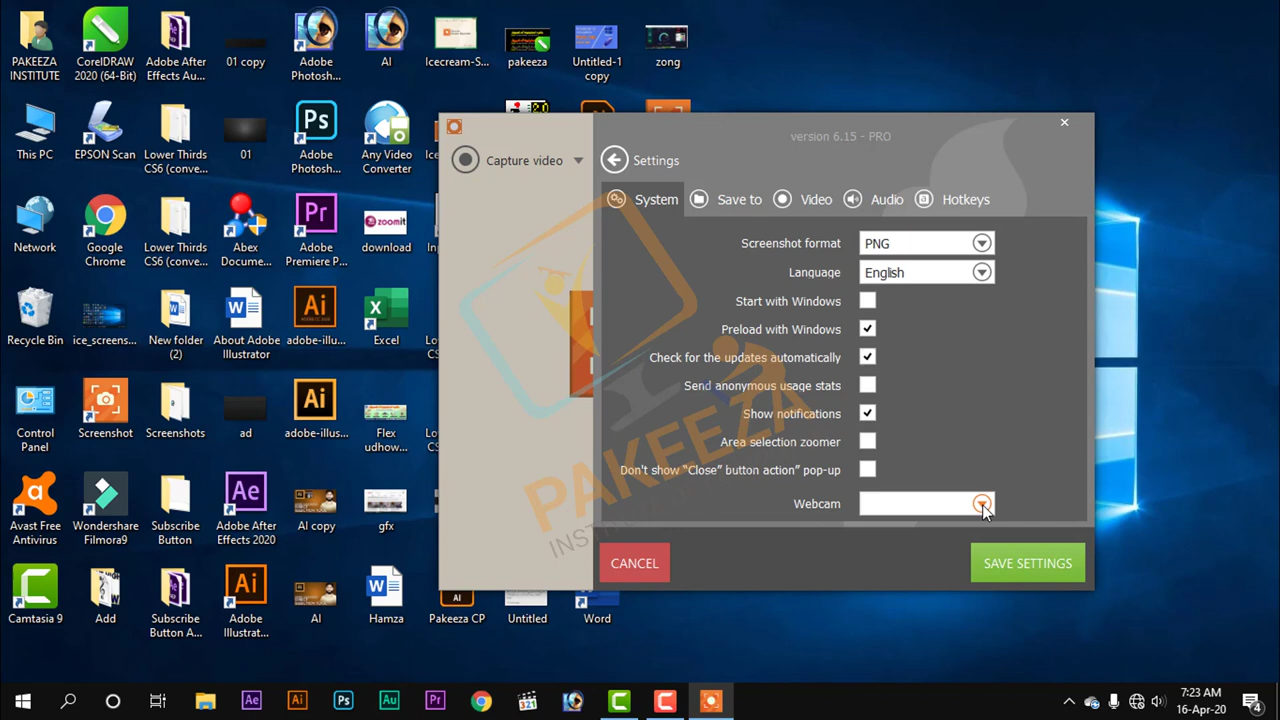 PAKEEZA
INSTITUTE
CorelDRAW
2020 (64-Bit)
Adobe After
Effects Au...
01 copy
Adobe
Photosh...
AI
Icecream-S...
pakeeza
Untitled-1
copy
zong
This PC
EPSON Scan
Lower Thirds
CS6 (conve...
01
Adobe
Photosh...
Any Video
Converter
Network
Google
Chrome
Lower Thirds
CS6 (conve...
Abex
Docume...
Adobe
Premiere P...
download
Recycle Bin
ice_screens...
New folder
(2)
About Adobe
Illustrator
adobe-illu...
Excel
Control
Panel
Screenshot
Screenshots
ad
adobe-illus...
Flex
udhow...
Avast Free
Antivirus
Wondershare
Filmora9
Subscribe
Button
Adobe After
Effects 2020
AI copy
gfx
Camtasia 9
Add
Subscribe
Button A...
Adobe
Illustrat...
AI
Hamza
Pakeeza CP
Untitled
Word
Capture video
version 6.15 - PRO
Settings
System
Save to
Video
Audio
Hotkeys
Screenshot format
PNG
Language
English
Start with Windows
Preload with Windows
Check for the updates automatically
Send anonymous usage stats
Show notifications
Area selection zoomer
Don't show "Close" button action" pop-up
Webcam
CANCEL
SAVE SETTINGS
PAKEEZA
7:23 AM
16-Apr-20
4